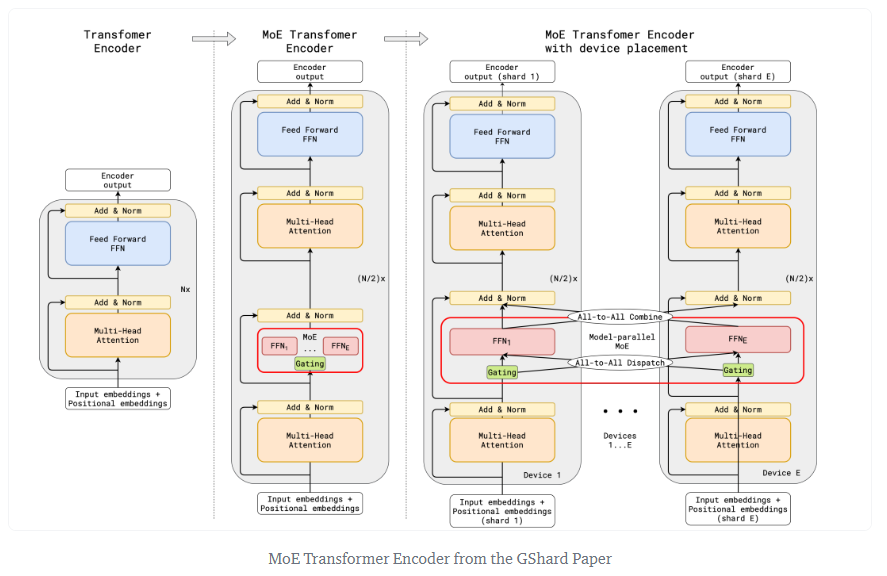 Transfomer
Encoder
MoE Transfomer
Encoder
MoE Transfomer Encoder
with device placement
Encoder
output
Add & Norm
Feed Forward
FFN
Add & Norm
Multi-Head
Attention
Nx
Input embeddings +
Positional embeddings
Encoder
output
Add & Norm
Feed Forward
FFN
Add & Norm
Multi-Head
Attention
(N/2)x
Add & Norm
MoE
FFN₁ ... FFN_E
Gating
Add & Norm
Multi-Head
Attention
Input embeddings +
Positional embeddings
Encoder
output (shard 1)
Add & Norm
Feed Forward
FFN
Add & Norm
Multi-Head
Attention
(N/2)x
Add & Norm
All-to-All Combine
FFN₁
Model-parallel
MoE
All-to-All Dispatch
Gating
Add & Norm
Multi-Head
Attention
Device 1
Input embeddings +
Positional embeddings
(shard 1)
• • •
Devices
1...E
Encoder
output (shard E)
Add & Norm
Feed Forward
FFN
Add & Norm
Multi-Head
Attention
(N/2)x
Add & Norm
FFN_E
Gating
Add & Norm
Multi-Head
Attention
Device E
Input embeddings +
Positional embeddings
(shard E)
MoE Transformer Encoder from the GShard Paper